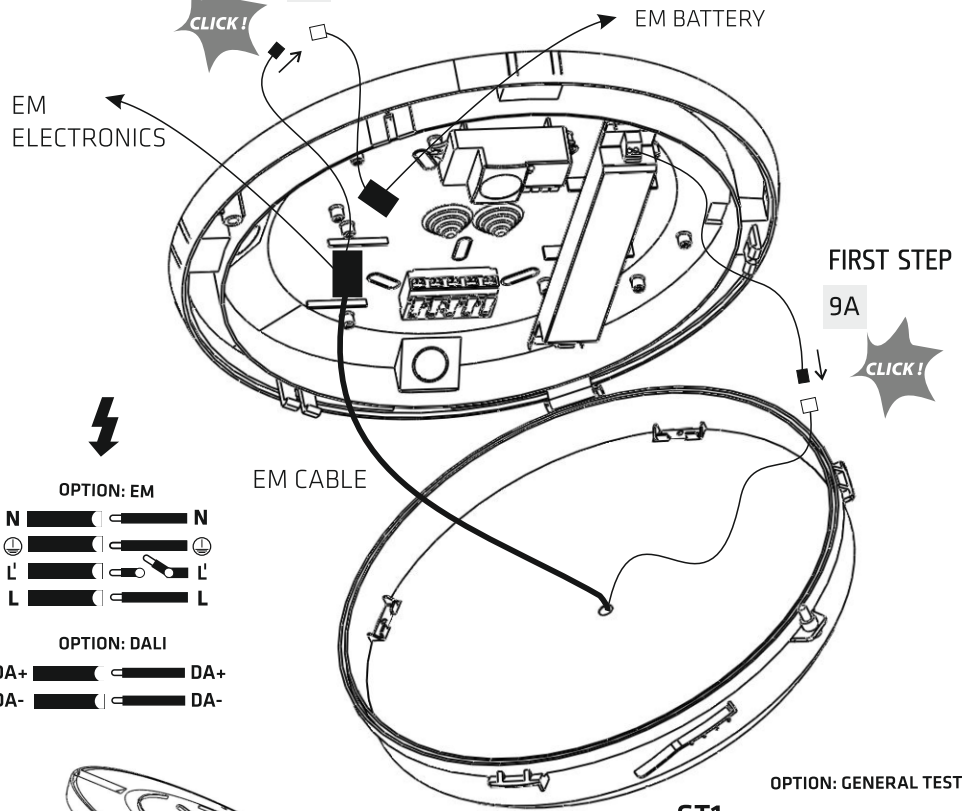 CLICK!
EM BATTERY
EM
ELECTRONICS
FIRST STEP
9A
CLICK!
EM CABLE
OPTION: EM
N N
L' L'
L L
OPTION: DALI
DA+ DA+
DA- DA-
OPTION: GENERAL TEST
ST1